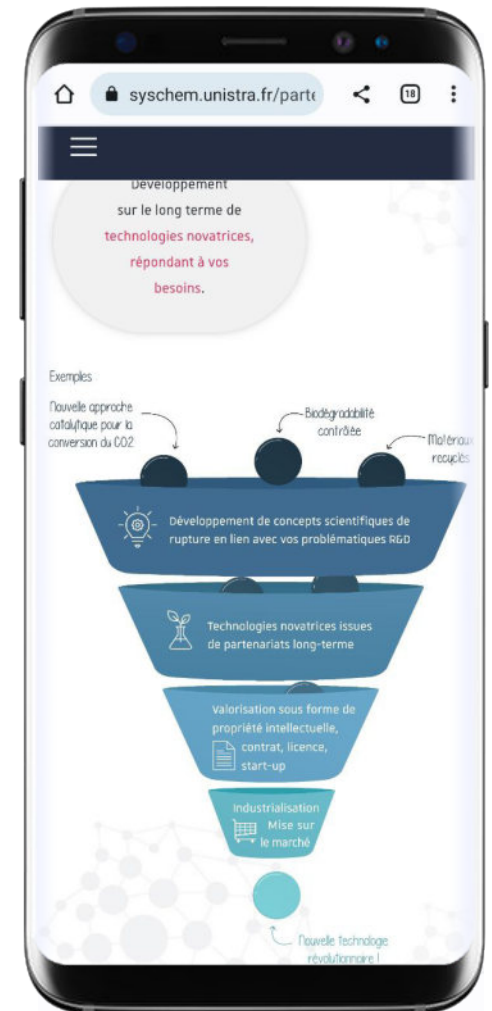 syschem.unistra.fr/parte
18
Développement
sur le long terme de
technologies novatrices,
répondant à vos
besoins.
Exemples
Nouvelle approche
catalytique pour la
conversion du CO2
Biodégradabilité
contrôlée
Matériaux
recyclés
Développement de concepts scientifiques de
rupture en lien avec vos problématiques R&D
Technologies novatrices issues
de partenariats long-terme
Valorisation sous forme de
propriété intellectuelle,
contrat, licence,
start-up
Industrialisation
Mise sur
le marché
Nouvelle technologie
révolutionnaire !